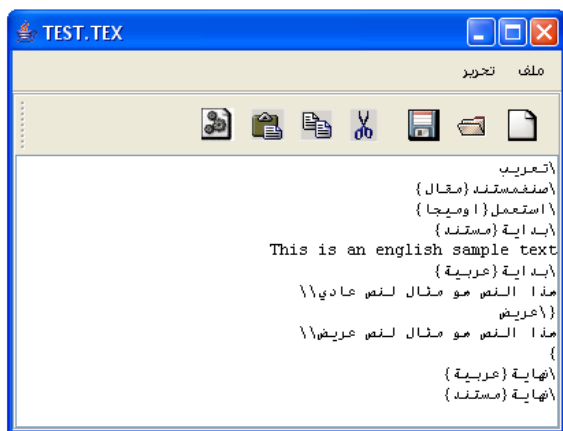 TEST.TEX
ملف تحرير
\تعريب
\صنفمستند{مقال}
\استعمل{اوميجا}
\بداية{مستند}
This is an english sample text
\بداية{عربية}
هذا النص هو مثال لنص عادي\\
{\عريض
هذا النص هو مثال لنص عريض\\
}
\نهاية{عربية}
\نهاية{مستند}